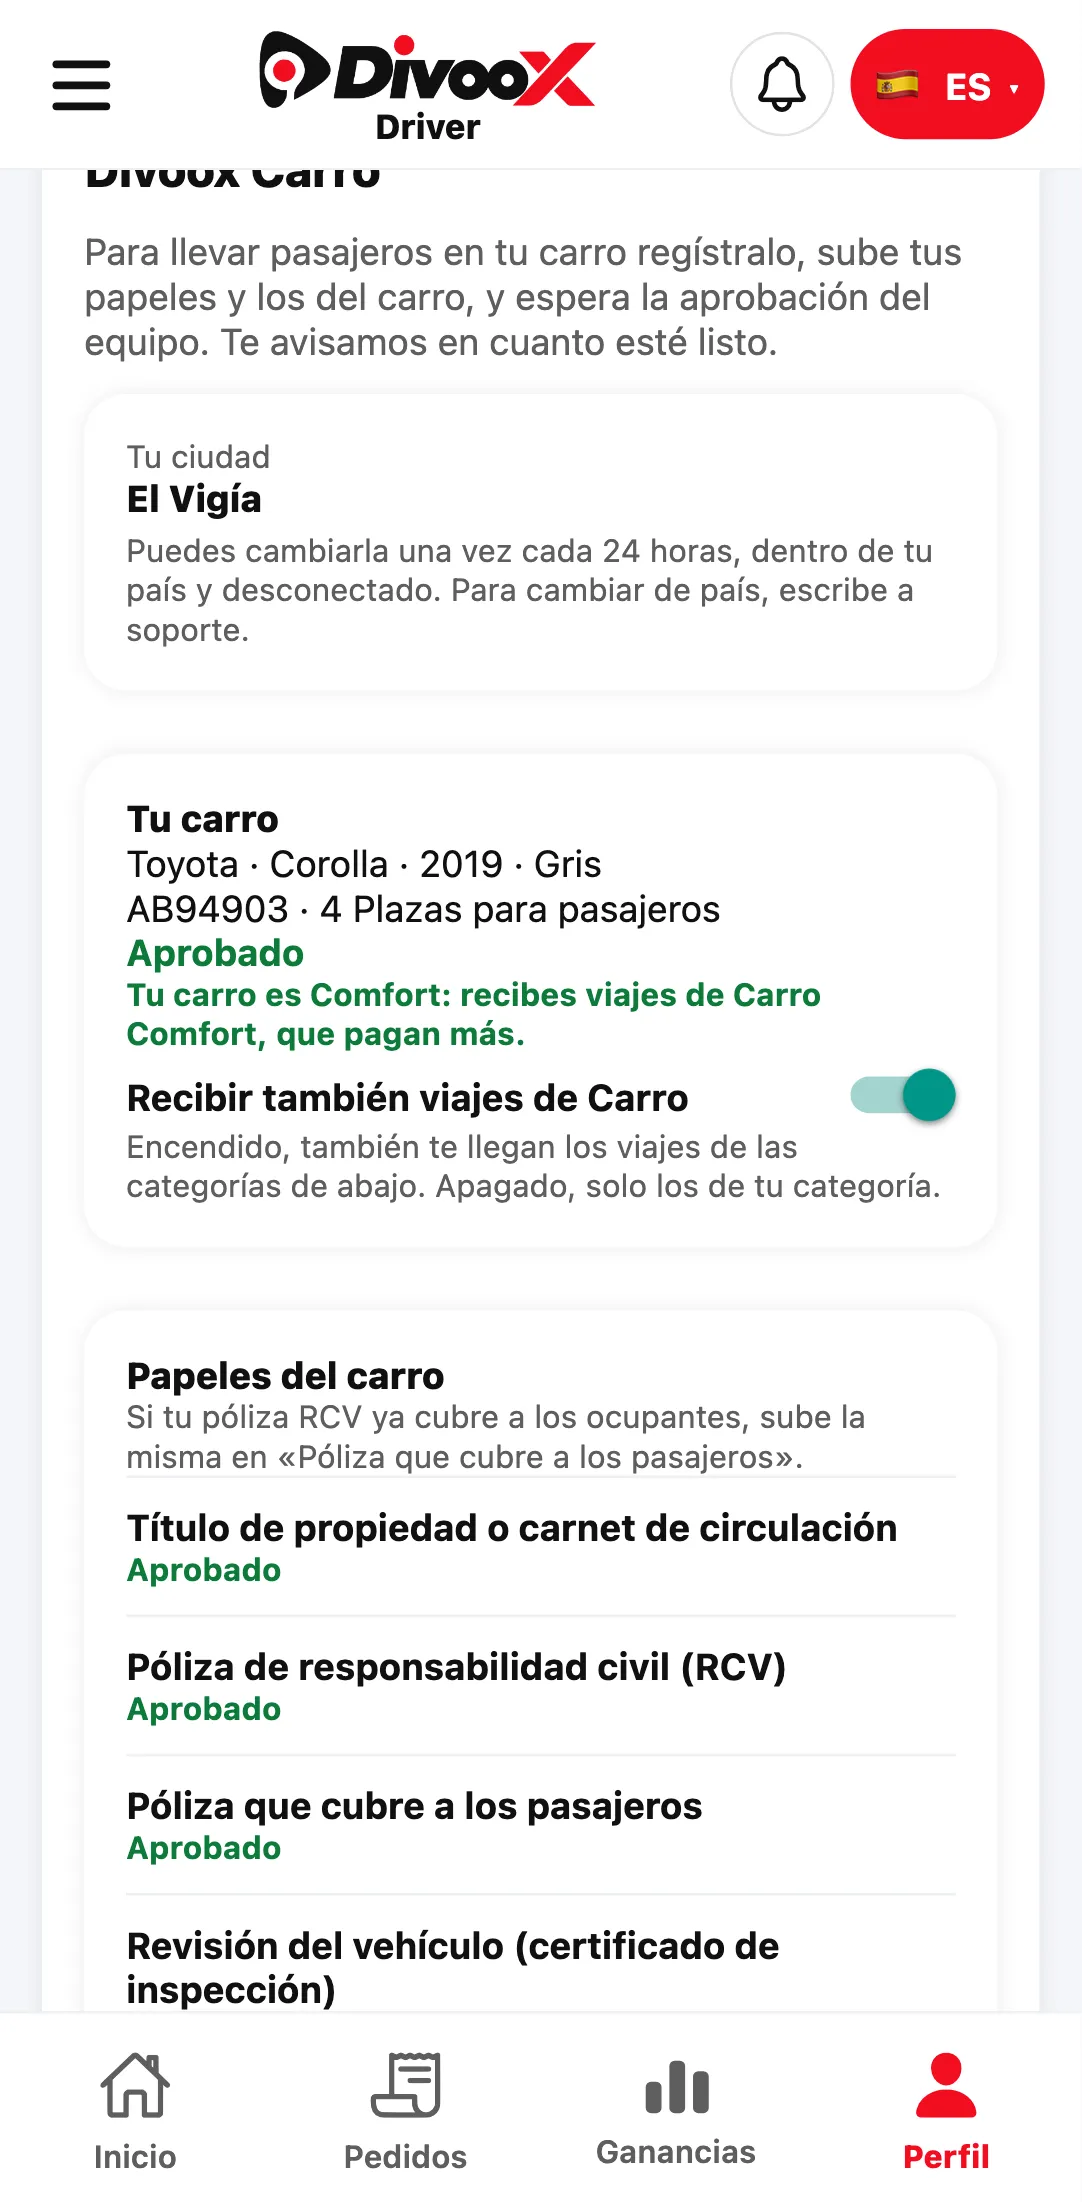 DivooX
Driver
ES
Divoox Carro
Para llevar pasajeros en tu carro regístralo, sube tus
papeles y los del carro, y espera la aprobación del
equipo. Te avisamos en cuanto esté listo.
Tu ciudad
El Vigía
Puedes cambiarla una vez cada 24 horas, dentro de tu
país y desconectado. Para cambiar de país, escribe a
soporte.
Tu carro
Toyota · Corolla · 2019 · Gris
AB94903 · 4 Plazas para pasajeros
Aprobado
Tu carro es Comfort: recibes viajes de Carro
Comfort, que pagan más.
Recibir también viajes de Carro
Encendido, también te llegan los viajes de las
categorías de abajo. Apagado, solo los de tu categoría.
Papeles del carro
Si tu póliza RCV ya cubre a los ocupantes, sube la
misma en «Póliza que cubre a los pasajeros».
Título de propiedad o carnet de circulación
Aprobado
Póliza de responsabilidad civil (RCV)
Aprobado
Póliza que cubre a los pasajeros
Aprobado
Revisión del vehículo (certificado de
inspección)
Inicio
Pedidos
Ganancias
Perfil